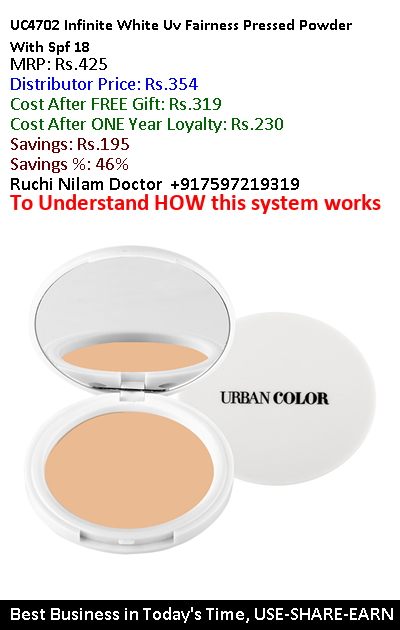 UC4702 Infinite White Uv Fairness Pressed Powder
With Spf 18
MRP: Rs.425
Distributor Price: Rs.354
Cost After FREE Gift: Rs.319
Cost After ONE Year Loyalty: Rs.230
Savings: Rs.195
Savings %: 46%
Ruchi Nilam Doctor +917597219319
To Understand HOW this system works
URBAN COLOR
Best Business in Today's Time, USE-SHARE-EARN